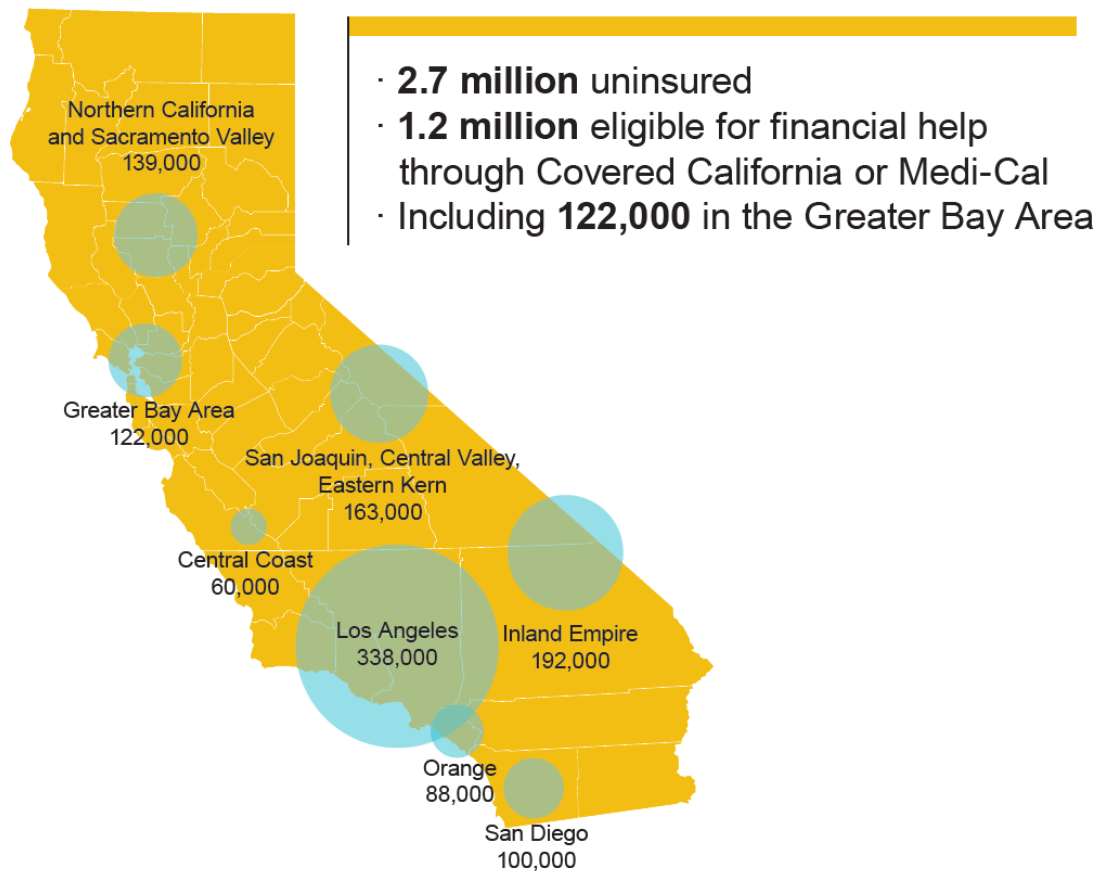 · 2.7 million uninsured
· 1.2 million eligible for financial help
through Covered California or Medi-Cal
· Including 122,000 in the Greater Bay Area
Northern California
and Sacramento Valley
139,000
Greater Bay Area
122,000
San Joaquin, Central Valley,
Eastern Kern
163,000
Central Coast
60,000
Los Angeles
338,000
Inland Empire
192,000
Orange
88,000
San Diego
100,000